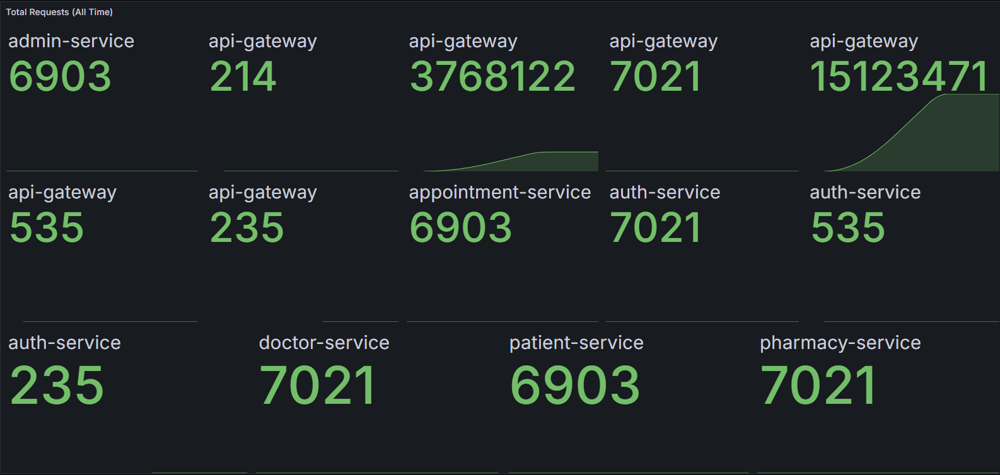 Total Requests (All Time)
admin-service
6903
api-gateway
214
api-gateway
3768122
api-gateway
7021
api-gateway
15123471
api-gateway
535
api-gateway
235
appointment-service
6903
auth-service
7021
auth-service
535
auth-service
235
doctor-service
7021
patient-service
6903
pharmacy-service
7021